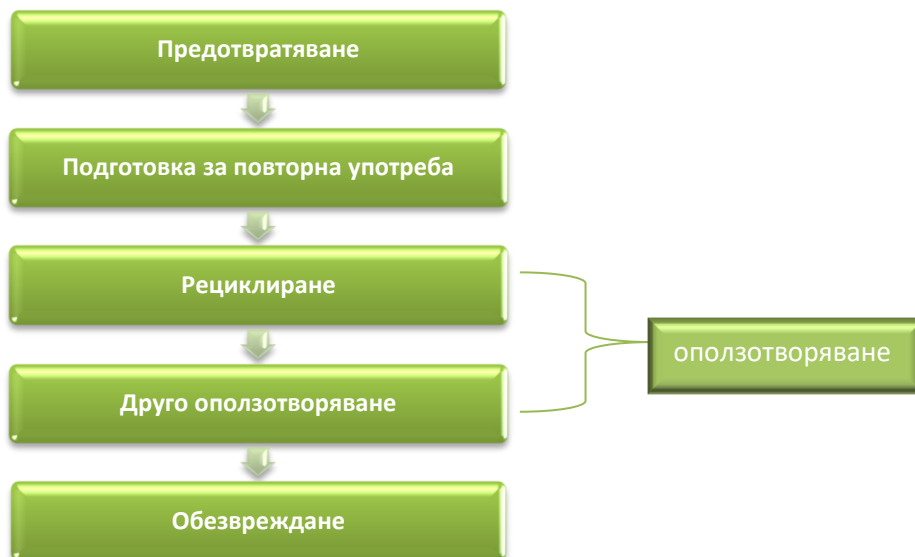 Предотвратяване
Подготовка за повторна употреба
Рециклиране
оползотворяване
Друго оползотворяване
Обезвреждане